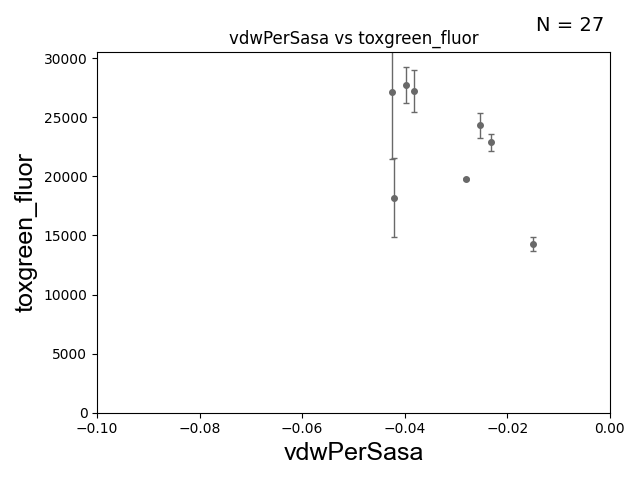 N = 27
vdwPerSasa vs toxgreen_fluor
30000
25000
20000
15000
10000
5000
0
toxgreen_fluor
−0.10 −0.08 −0.06 −0.04 −0.02 0.00
vdwPerSasa